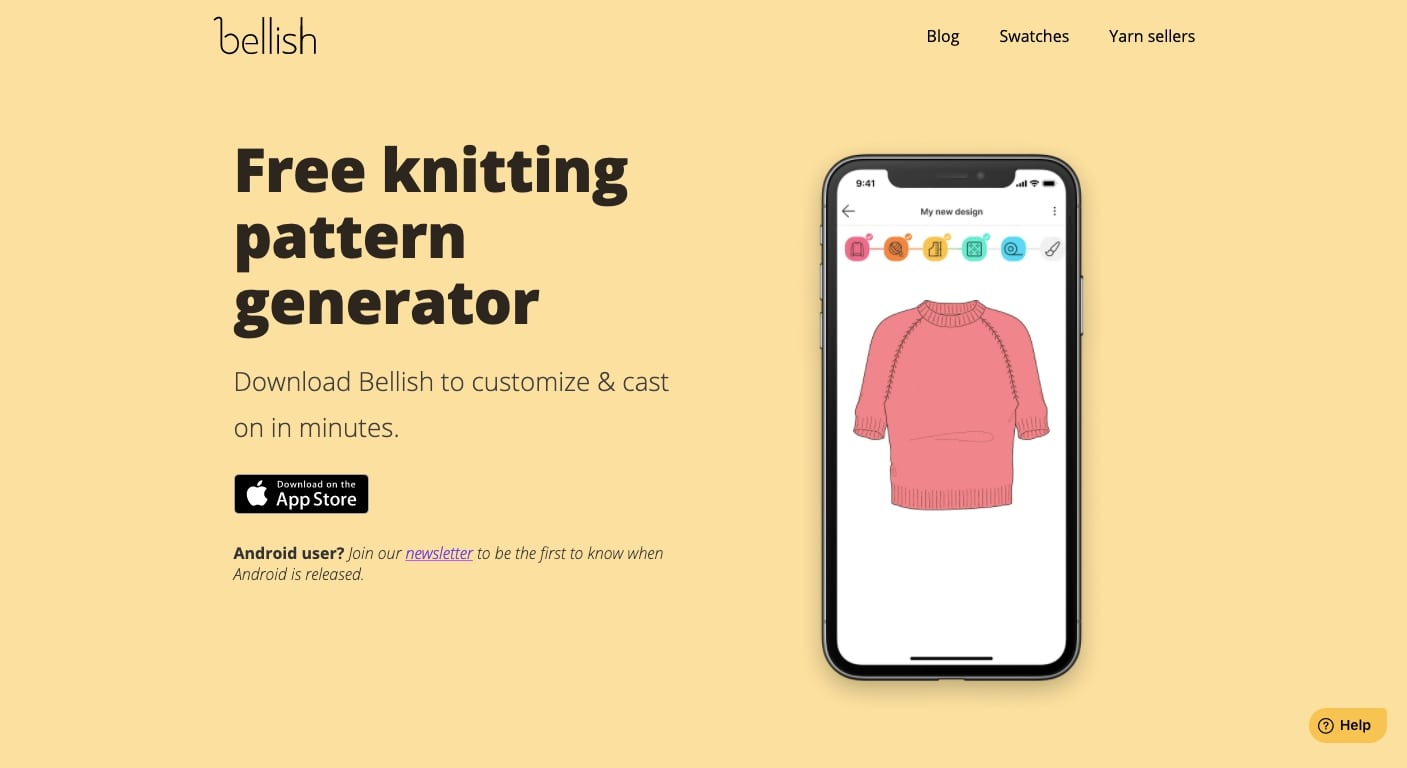 bellish
Blog
Swatches
Yarn sellers
Free knitting
pattern
generator
Download Bellish to customize & cast
on in minutes.
Download on the
App Store
Android user? Join our newsletter to be the first to know when
Android is released.
9:41
My new design
Help